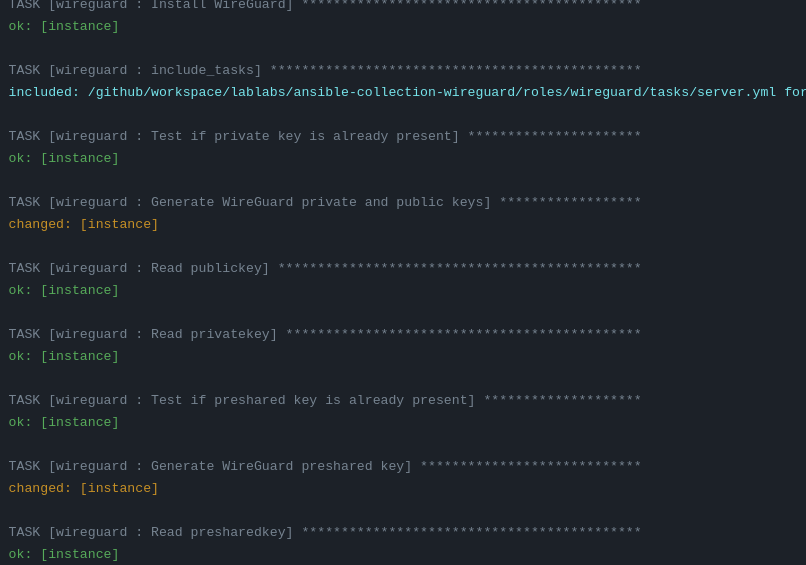 TASK [wireguard : Install WireGuard] *******************************************
ok: [instance]
TASK [wireguard : include_tasks] ***********************************************
included: /github/workspace/lablabs/ansible-collection-wireguard/roles/wireguard/tasks/server.yml for
TASK [wireguard : Test if private key is already present] **********************
ok: [instance]
TASK [wireguard : Generate WireGuard private and public keys] ******************
changed: [instance]
TASK [wireguard : Read publickey] **********************************************
ok: [instance]
TASK [wireguard : Read privatekey] *********************************************
ok: [instance]
TASK [wireguard : Test if preshared key is already present] ********************
ok: [instance]
TASK [wireguard : Generate WireGuard preshared key] ****************************
changed: [instance]
TASK [wireguard : Read presharedkey] *******************************************
ok: [instance]